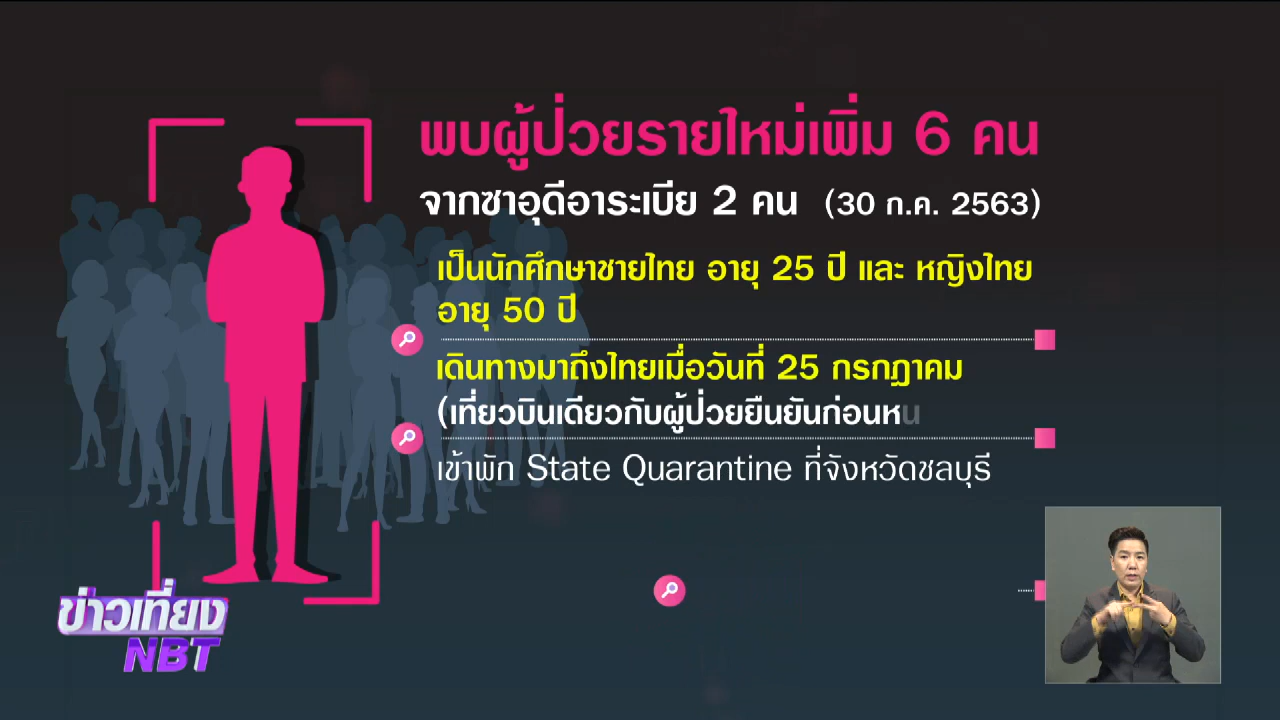 พบผู้ป่วยรายใหม่เพิ่ม 6 คน
จากซาอุดีอาระเบีย 2 คน (30 ก.ค. 2563)
เป็นนักศึกษาชายไทย อายุ 25 ปี และ หญิงไทย
อายุ 50 ปี
เดินทางมาถึงไทยเมื่อวันที่ 25 กรกฎาคม
(เที่ยวบินเดียวกับผู้ป่วยยืนยันก่อนหน
เข้าพัก State Quarantine ที่จังหวัดชลบุรี
ข่าวเที่ยง
NBT